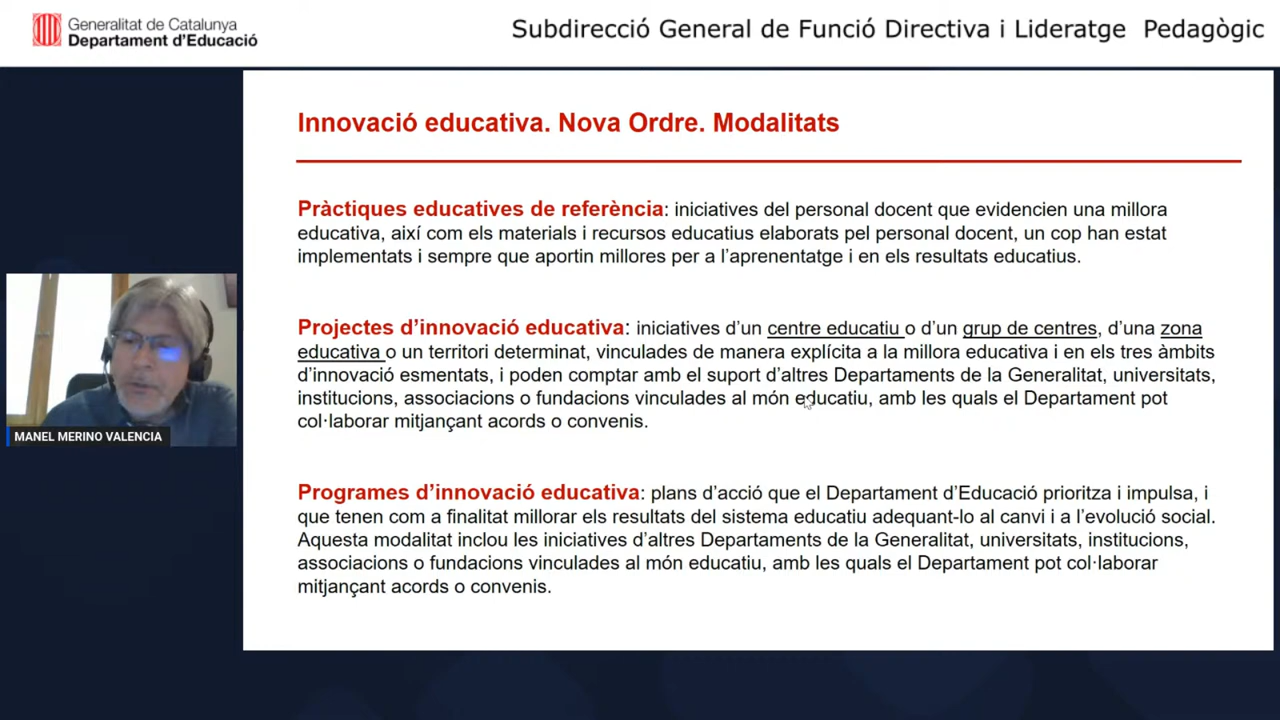 Generalitat de Catalunya
Departament d'Educació
Subdirecció General de Funció Directiva i Lideratge Pedagògic
Innovació educativa. Nova Ordre. Modalitats
Pràctiques educatives de referència: iniciatives del personal docent que evidencien una millora
educativa, així com els materials i recursos educatius elaborats pel personal docent, un cop han estat
implementats i sempre que aportin millores per a l’aprenentatge i en els resultats educatius.
Projectes d’innovació educativa: iniciatives d’un centre educatiu o d’un grup de centres, d’una zona
educativa o un territori determinat, vinculades de manera explícita a la millora educativa i en els tres àmbits
d’innovació esmentats, i poden comptar amb el suport d’altres Departaments de la Generalitat, universitats,
institucions, associacions o fundacions vinculades al món educatiu, amb les quals el Departament pot
col·laborar mitjançant acords o convenis.
Programes d’innovació educativa: plans d’acció que el Departament d’Educació prioritza i impulsa, i
que tenen com a finalitat millorar els resultats del sistema educatiu adequant-lo al canvi i a l’evolució social.
Aquesta modalitat inclou les iniciatives d’altres Departaments de la Generalitat, universitats, institucions,
associacions o fundacions vinculades al món educatiu, amb les quals el Departament pot col·laborar
mitjançant acords o convenis.
MANEL MERINO VALENCIA